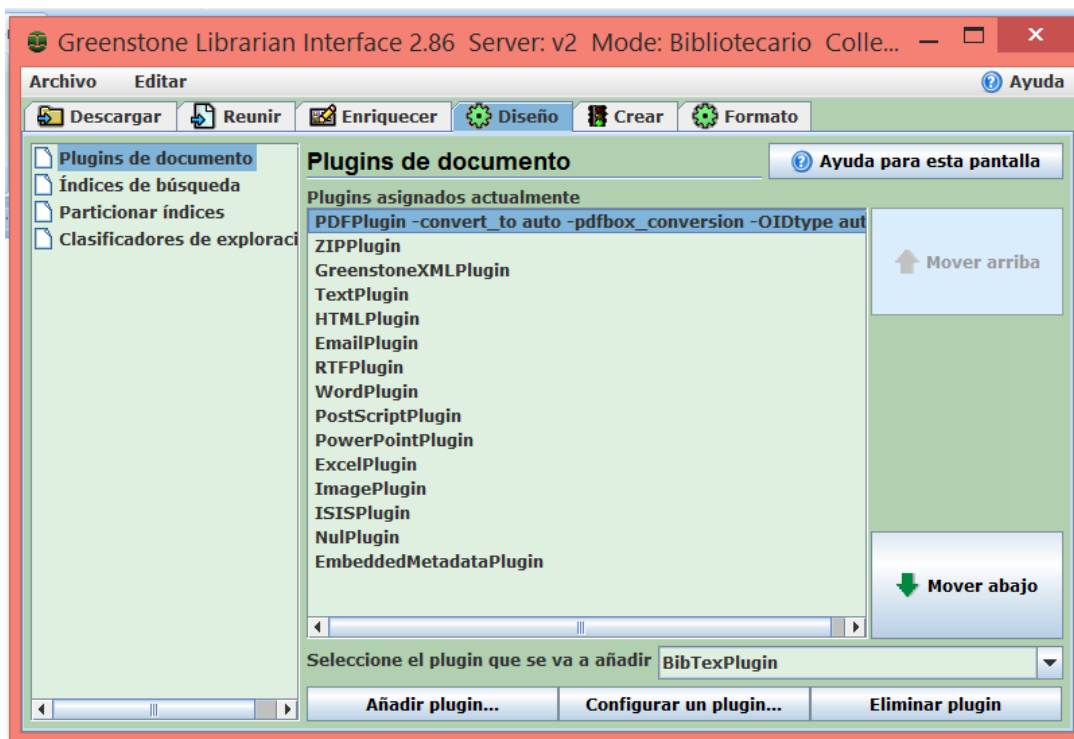 Greenstone Librarian Interface 2.86 Server: v2 Mode: Bibliotecario Colle...
Archivo Editar Ayuda
Descargar Reunir Enriquecer Diseño Crear Formato
Plugins de documento
Índices de búsqueda
Particionar índices
Clasificadores de exploraci
Plugins de documento
Ayuda para esta pantalla
Plugins asignados actualmente
PDFPlugin -convert_to auto -pdfbox_conversion -OIDtype aut
ZIPPlugin
GreenstoneXMLPlugin
TextPlugin
HTMLPlugin
EmailPlugin
RTFPlugin
WordPlugin
PostScriptPlugin
PowerPointPlugin
ExcelPlugin
ImagePlugin
ISISPlugin
NulPlugin
EmbeddedMetadataPlugin
Mover arriba
Mover abajo
Seleccione el plugin que se va a añadir BibTexPlugin
Añadir plugin... Configurar un plugin... Eliminar plugin